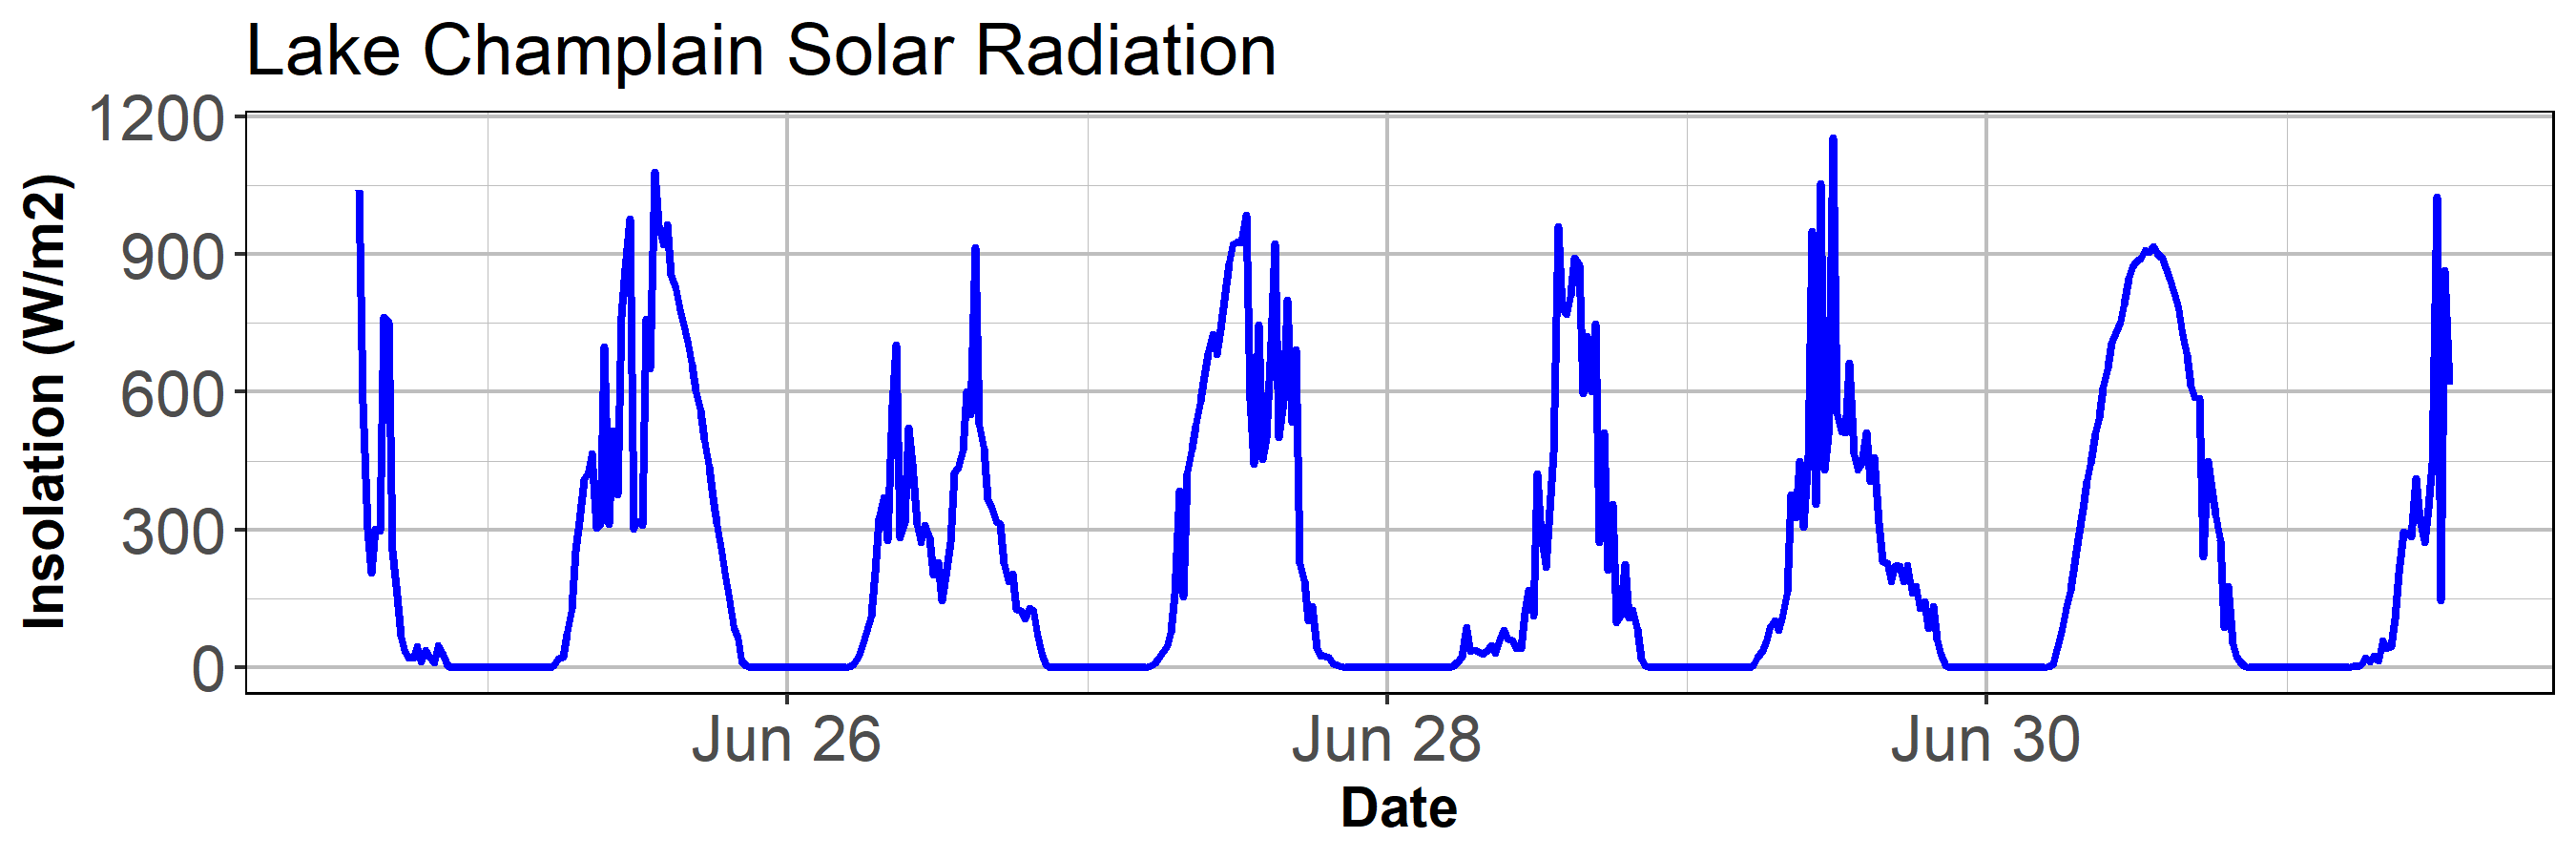 Lake Champlain Solar Radiation
1200
900
600
300
0
Insolation (W/m2)
Jun 26
Jun 28
Jun 30
Date